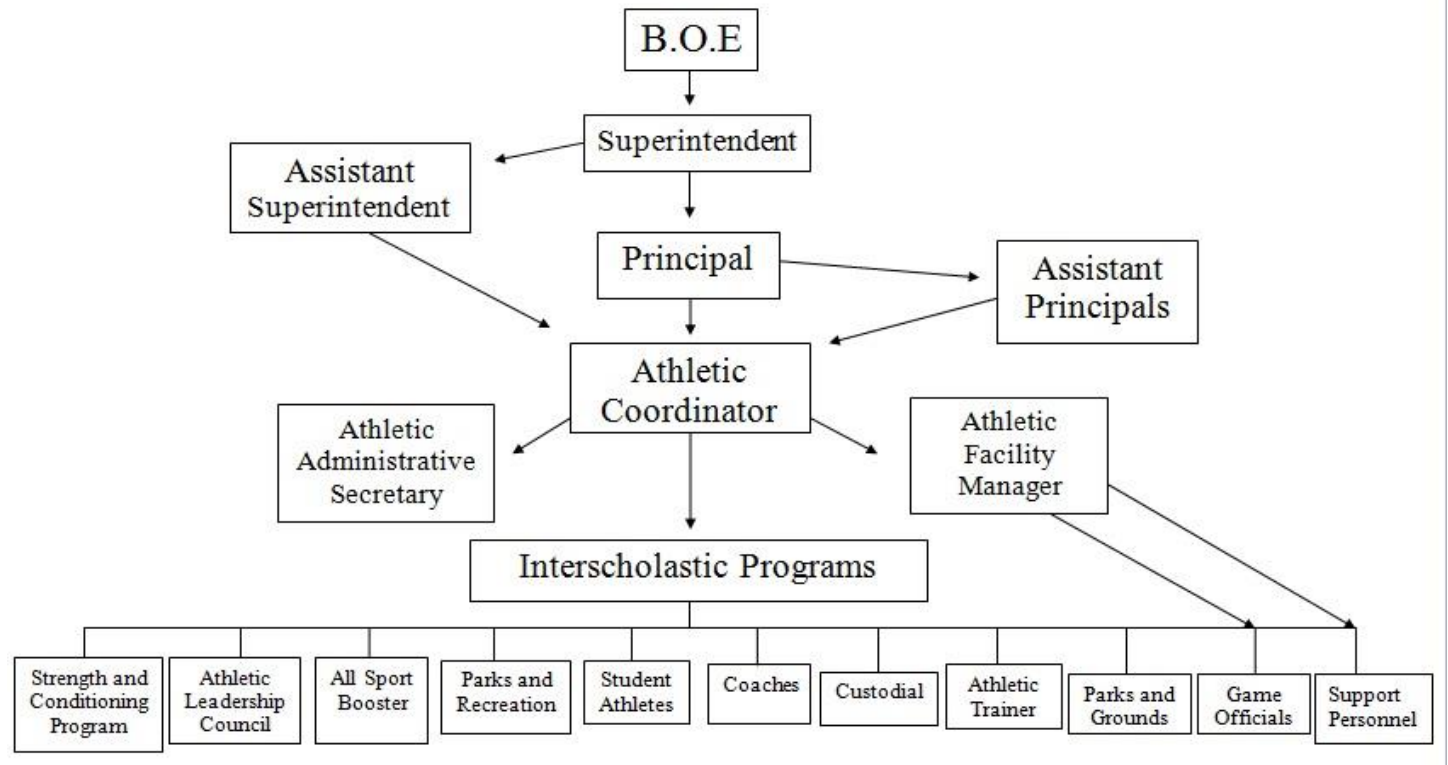 B.O.E
Superintendent
Assistant
Superintendent
Principal
Assistant
Principals
Athletic
Coordinator
Athletic
Administrative
Secretary
Athletic
Facility
Manager
Interscholastic Programs
Strength and
Conditioning
Program
Athletic
Leadership
Council
All Sport
Booster
Parks and
Recreation
Student
Athletes
Coaches
Custodial
Athletic
Trainer
Parks and
Grounds
Game
Officials
Support
Personnel